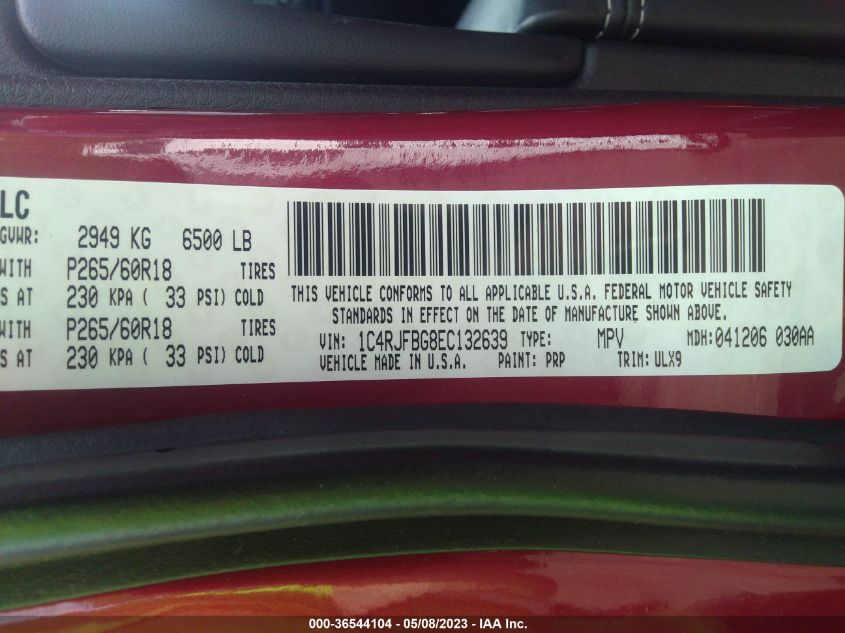 LC
GVWR: 2949 KG 6500 LB
WITH P265/60R18 TIRES
S AT 230 KPA ( 33 PSI) COLD
WITH P265/60R18 TIRES
S AT 230 KPA ( 33 PSI) COLD
THIS VEHICLE CONFORMS TO ALL APPLICABLE U.S.A. FEDERAL MOTOR VEHICLE SAFETY
STANDARDS IN EFFECT ON THE DATE OF MANUFACTURE SHOWN ABOVE.
VIN: 1C4RJFBG8EC132639 TYPE: MPV MDH:041206 030AA
VEHICLE MADE IN U.S.A. PAINT: PRP TRIM: ULX9
000-36544104 - 05/08/2023 - IAA Inc.